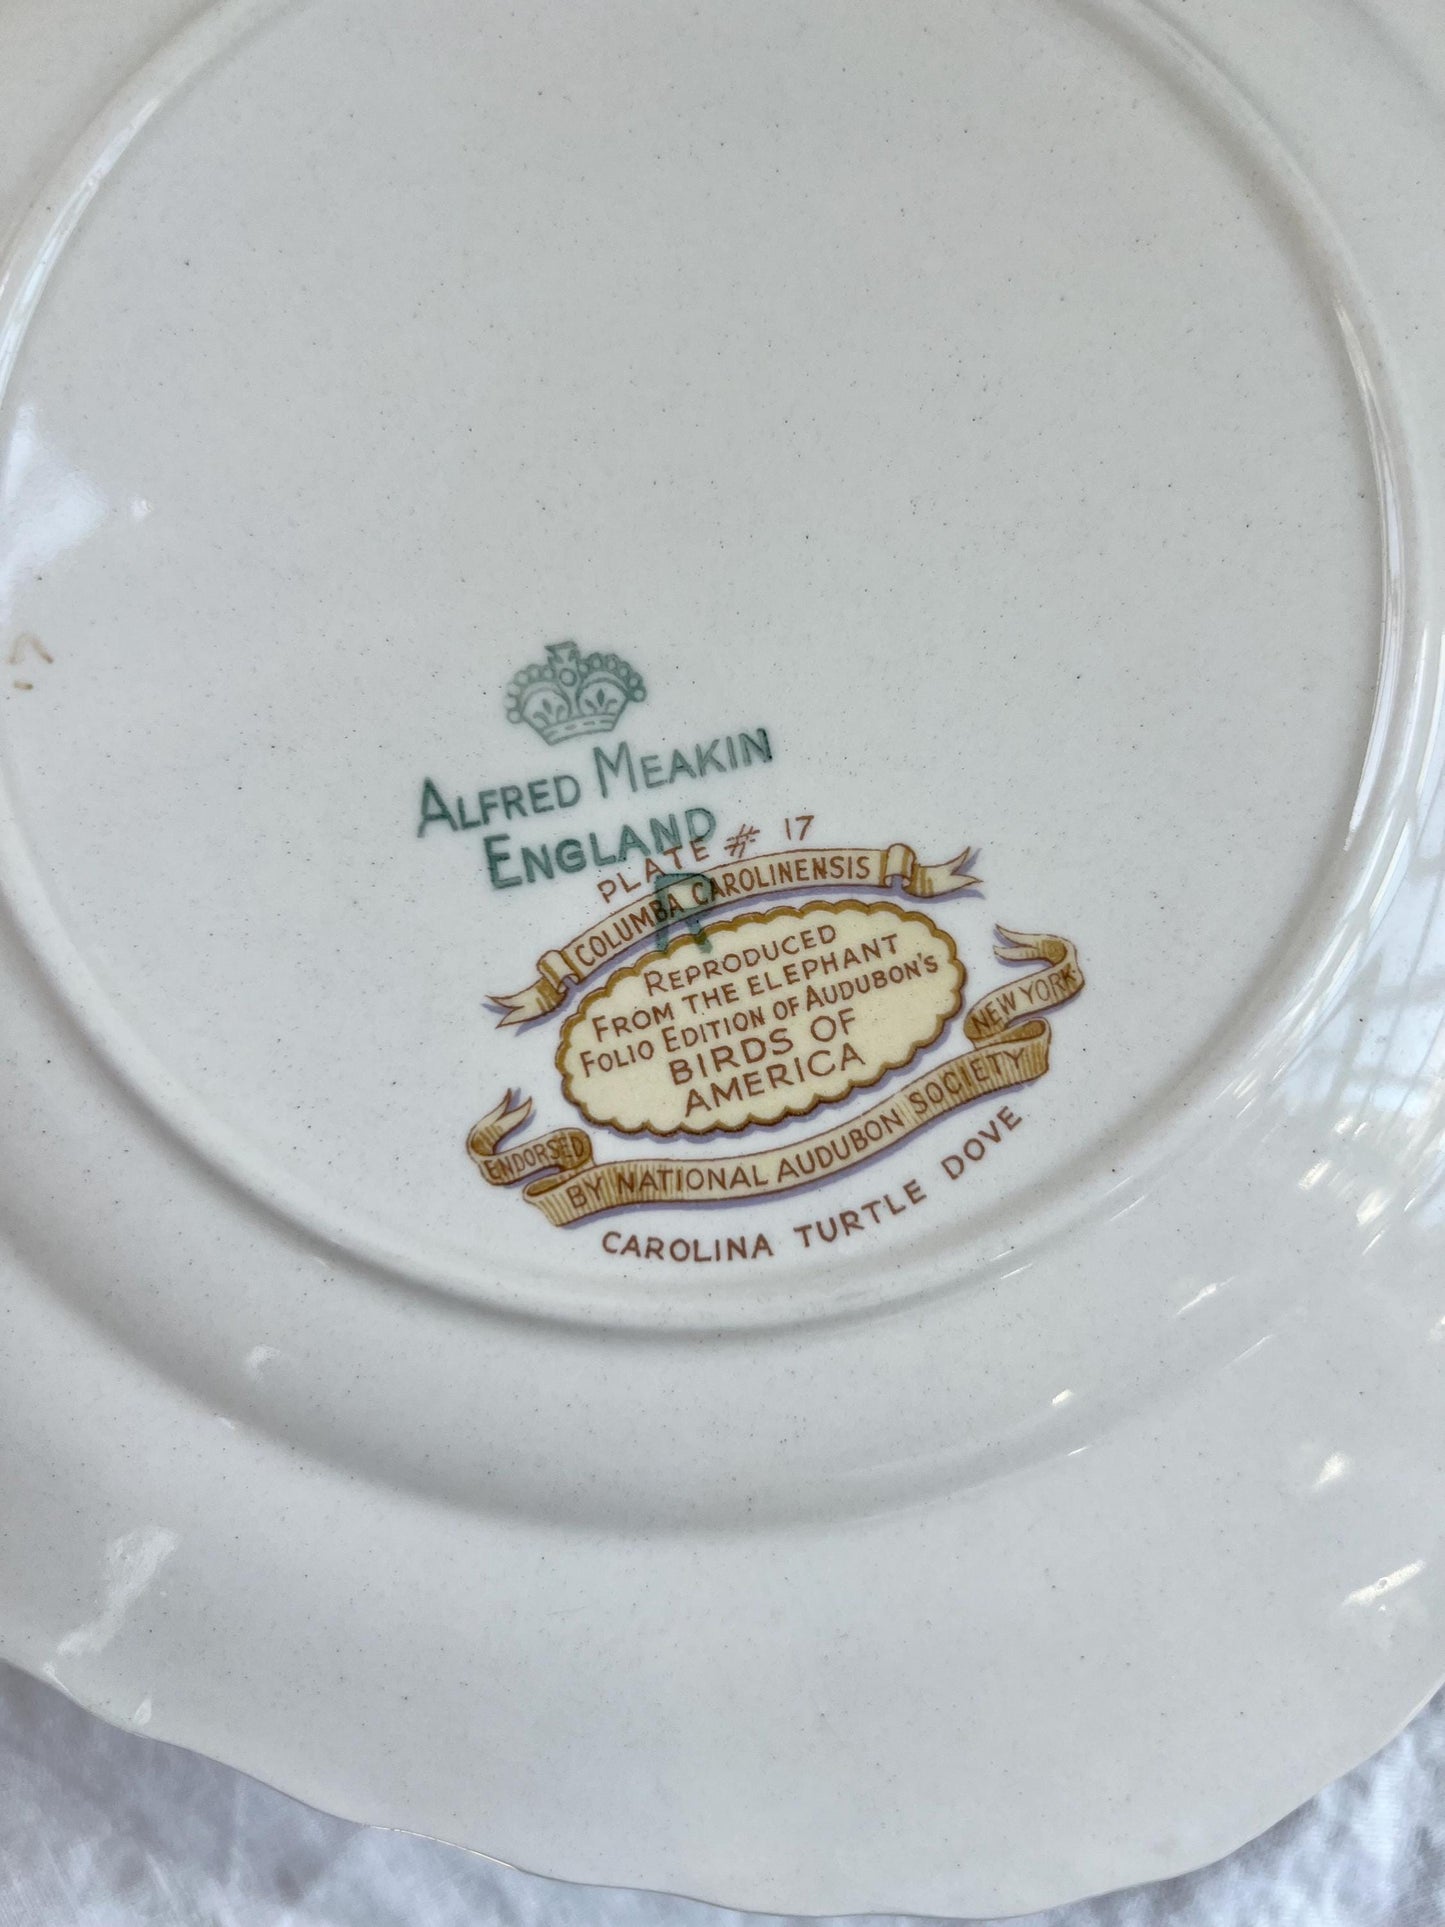 ALFRED MEAKIN
ENGLAND
R
PLATE # 17
COLUMBA CAROLINENSIS
REPRODUCED
FROM THE ELEPHANT
FOLIO EDITION OF AUDUBON'S
BIRDS OF
AMERICA
ENDORSED
BY NATIONAL AUDUBON SOCIETY
NEW YORK
CAROLINA TURTLE DOVE